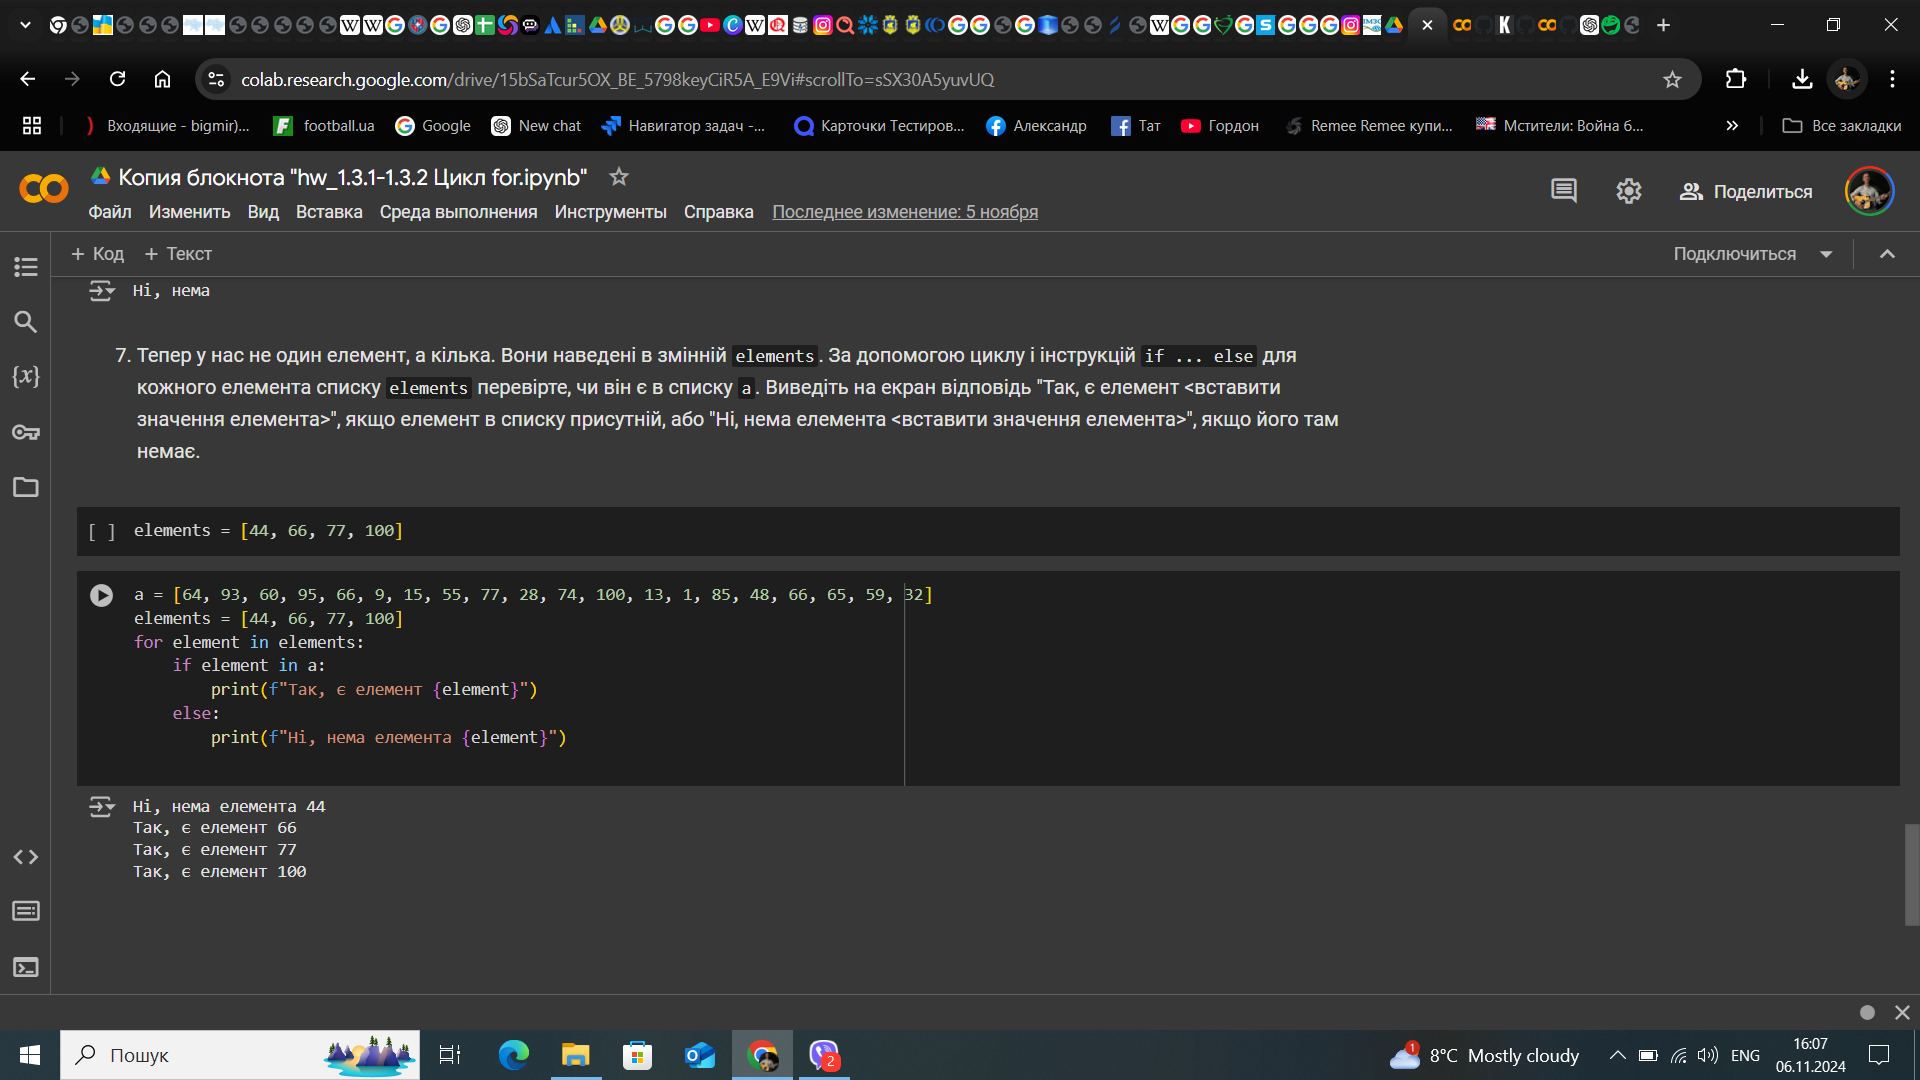 colab.research.google.com/drive/15bSaTcur5OX_BE_5798keyCiR5A_E9Vi#scrollTo=sSX30A5yuvUQ
Входящие - bigmir)... football.ua Google New chat Навигатор задач -... Карточки Тестиров... Александр Тат Гордон Remee Remee купи... Мстители: Война б... » Все закладки
Копия блокнота "hw_1.3.1-1.3.2 Цикл for.ipynb"
Поделиться
Файл Изменить Вид Вставка Среда выполнения Инструменты Справка Последнее изменение: 5 ноября
+ Код + Текст Подключиться
Ні, нема
7. Тепер у нас не один елемент, а кілька. Вони наведені в змінній elements. За допомогою циклу і інструкцій if ... else для
кожного елемента списку elements перевірте, чи він є в списку a. Виведіть на екран відповідь "Так, є елемент <вставити
значення елемента>", якщо елемент в списку присутній, або "Ні, нема елемента <вставити значення елемента>", якщо його там
немає.
[ ] elements = [44, 66, 77, 100]
a = [64, 93, 60, 95, 66, 9, 15, 55, 77, 28, 74, 100, 13, 1, 85, 48, 66, 65, 59, 32]
elements = [44, 66, 77, 100]
for element in elements:
    if element in a:
        print(f"Так, є елемент {element}")
    else:
        print(f"Ні, нема елемента {element}")
Ні, нема елемента 44
Так, є елемент 66
Так, є елемент 77
Так, є елемент 100
Пошук
2
1
8°C Mostly cloudy
ENG
16:07
06.11.2024